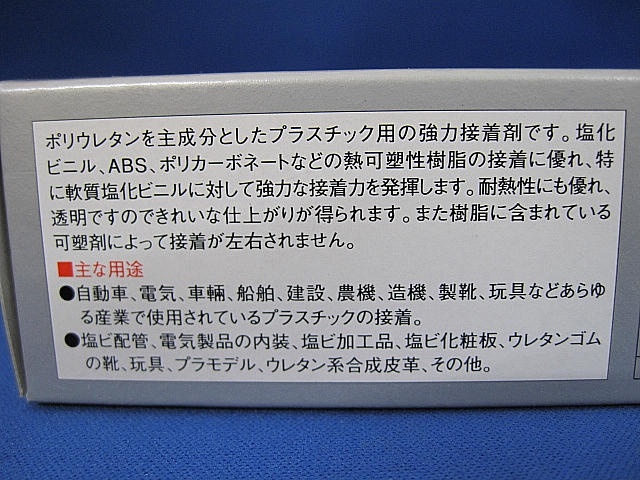 ポリウレタンを主成分としたプラスチック用の強力接着剤です。塩化
ビニル、ABS、ポリカーボネートなどの熱可塑性樹脂の接着に優れ、特
に軟質塩化ビニルに対して強力な接着力を発揮します。耐熱性にも優れ、
透明ですのできれいな仕上がりが得られます。また樹脂に含まれている
可塑剤によって接着が左右されません。
■主な用途
●自動車、電気、車輛、船舶、建設、農機、造機、製靴、玩具などあらゆ
る産業で使用されているプラスチックの接着。
●塩ビ配管、電気製品の内装、塩ビ加工品、塩ビ化粧板、ウレタンゴム
の靴、玩具、プラモデル、ウレタン系合成皮革、その他。